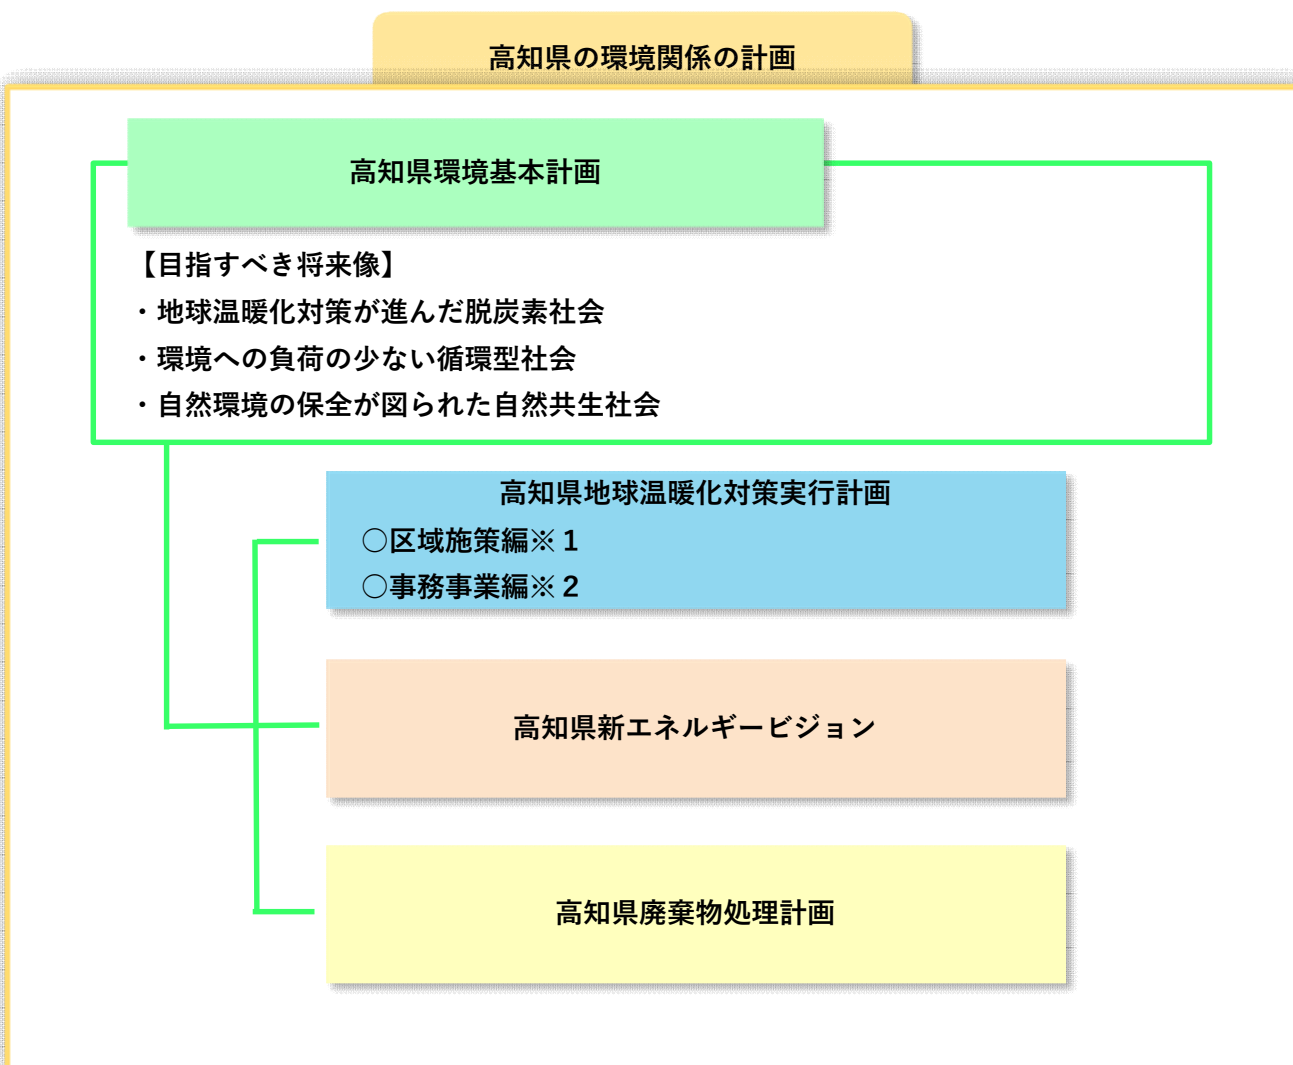 高知県の環境関係の計画
高知県環境基本計画
【目指すべき将来像】
・地球温暖化対策が進んだ脱炭素社会
・環境への負荷の少ない循環型社会
・自然環境の保全が図られた自然共生社会
高知県地球温暖化対策実行計画
○区域施策編※１
○事務事業編※２
高知県新エネルギービジョン
高知県廃棄物処理計画